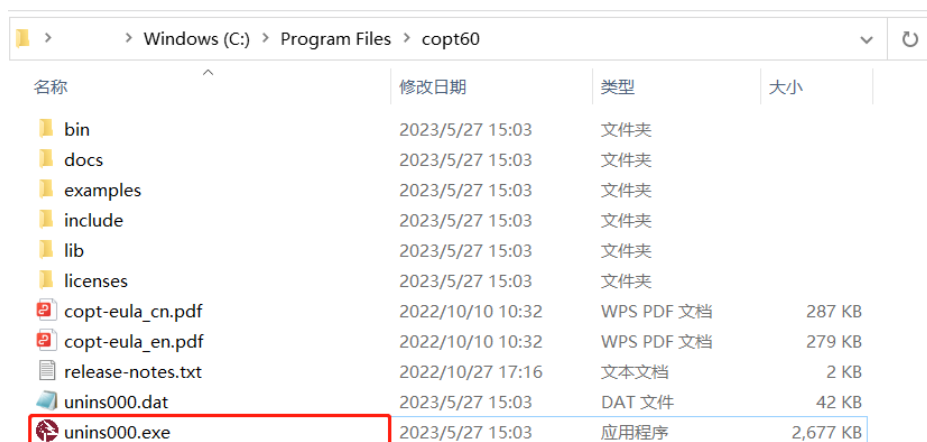 > > Windows (C:) > Program Files > copt60
名称 修改日期 类型 大小
bin 2023/5/27 15:03 文件夹
docs 2023/5/27 15:03 文件夹
examples 2023/5/27 15:03 文件夹
include 2023/5/27 15:03 文件夹
lib 2023/5/27 15:03 文件夹
licenses 2023/5/27 15:03 文件夹
copt-eula_cn.pdf 2022/10/10 10:32 WPS PDF 文档 287 KB
copt-eula_en.pdf 2022/10/10 10:32 WPS PDF 文档 279 KB
release-notes.txt 2022/10/27 17:16 文本文档 2 KB
unins000.dat 2023/5/27 15:03 DAT 文件 42 KB
unins000.exe 2023/5/27 15:03 应用程序 2,677 KB